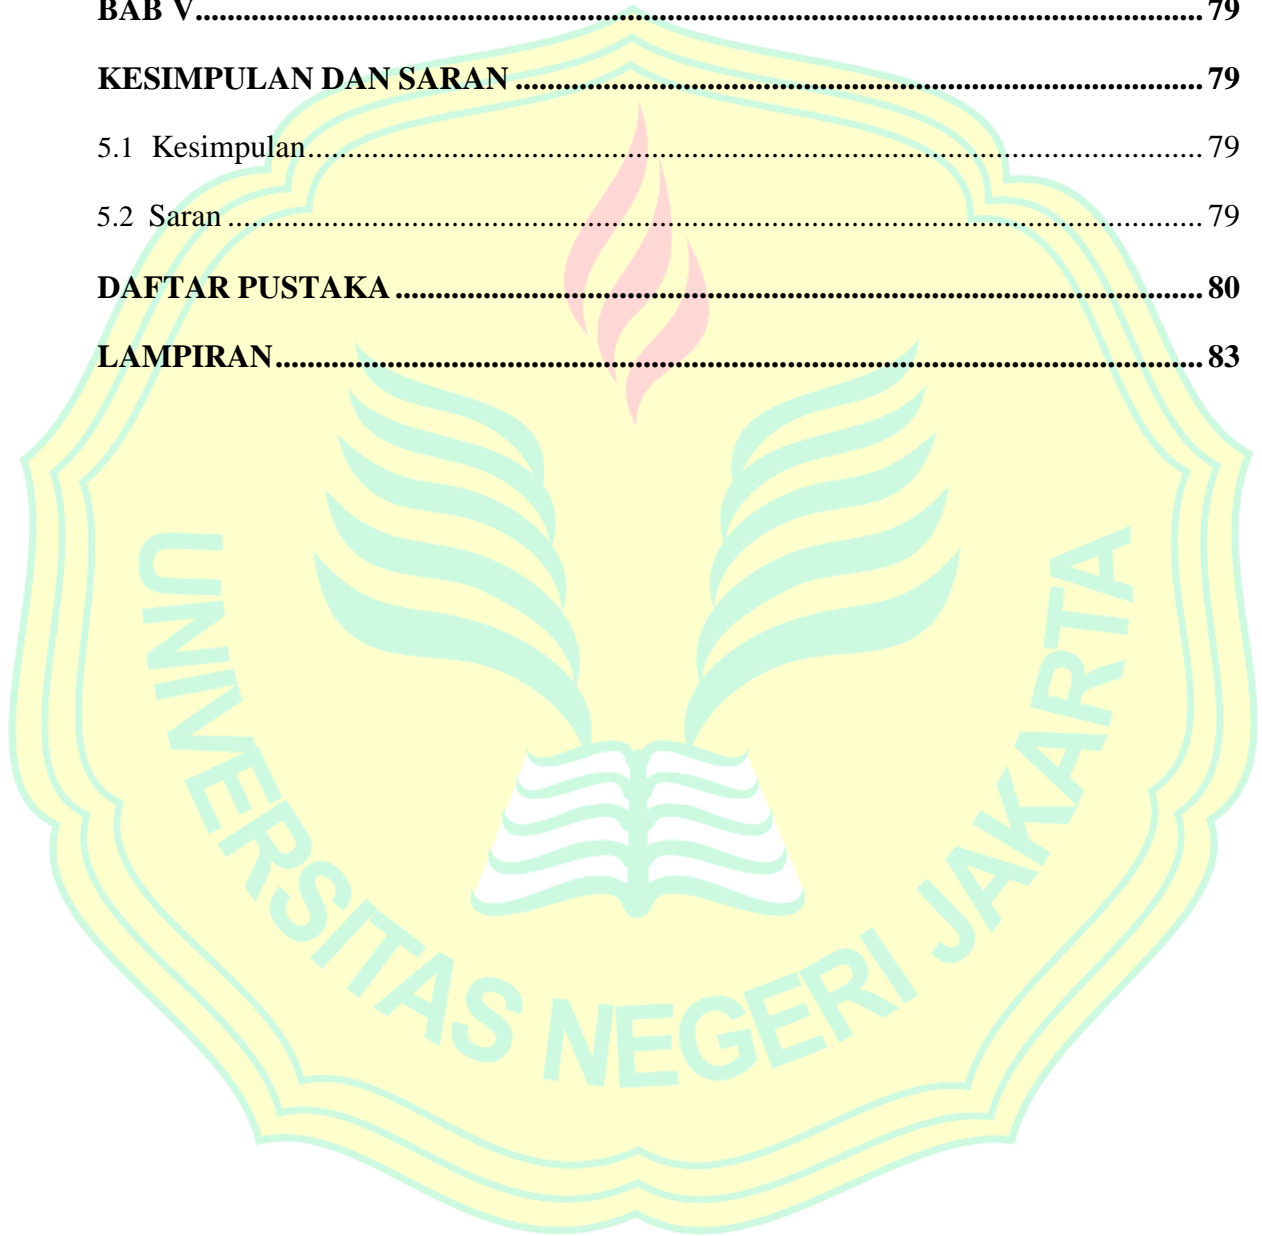 BAB V.................................................................................................................................. 79
KESIMPULAN DAN SARAN ......................................................................................... 79
5.1 Kesimpulan.................................................................................................................... 79
5.2 Saran .............................................................................................................................. 79
DAFTAR PUSTAKA ........................................................................................................ 80
LAMPIRAN........................................................................................................................ 83
UNIVERSITAS NEGERI JAKARTA